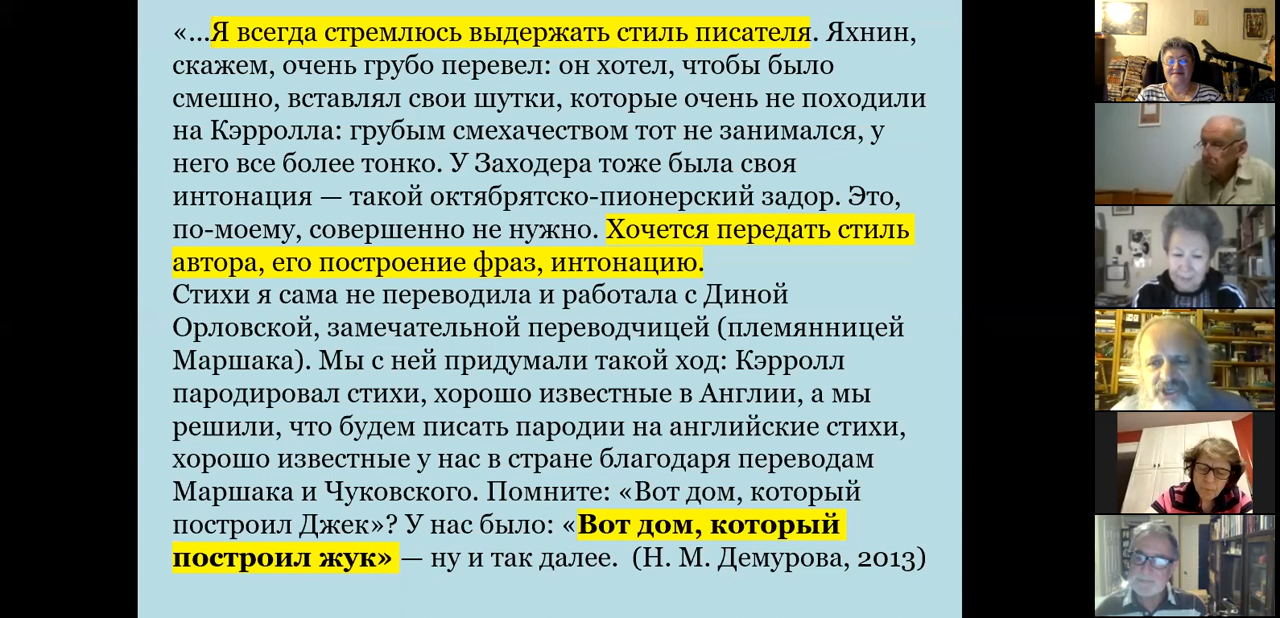 «...Я всегда стремлюсь выдержать стиль писателя. Яхнин,
скажем, очень грубо перевел: он хотел, чтобы было
смешно, вставлял свои шутки, которые очень не походили
на Кэрролла: грубым смехачеством тот не занимался, у
него все более тонко. У Заходера тоже была своя
интонация — такой октябрятско-пионерский задор. Это,
по-моему, совершенно не нужно. Хочется передать стиль
автора, его построение фраз, интонацию.
Стихи я сама не переводила и работала с Диной
Орловской, замечательной переводчицей (племянницей
Маршака). Мы с ней придумали такой ход: Кэрролл
пародировал стихи, хорошо известные в Англии, а мы
решили, что будем писать пародии на английские стихи,
хорошо известные у нас в стране благодаря переводам
Маршака и Чуковского. Помните: «Вот дом, который
построил Джек»? У нас было: «Вот дом, который
построил жук» — ну и так далее. (Н. М. Демурова, 2013)